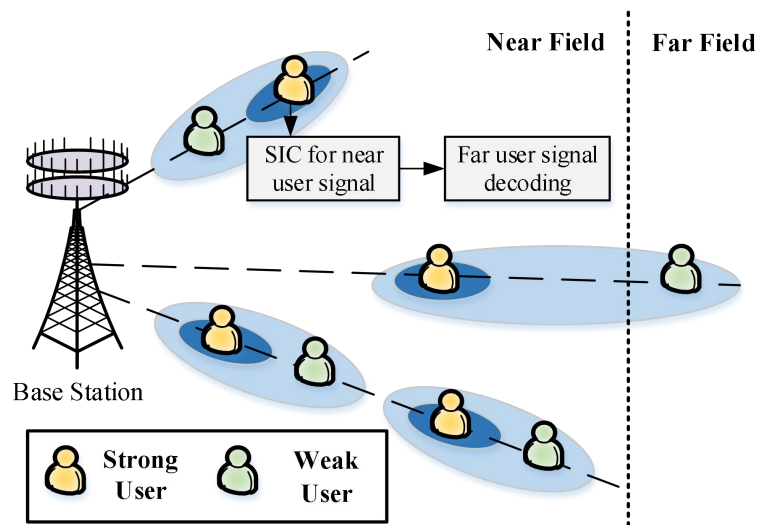 Near Field
Far Field
SIC for near
user signal
Far user signal
decoding
Base Station
Strong
User
Weak
User